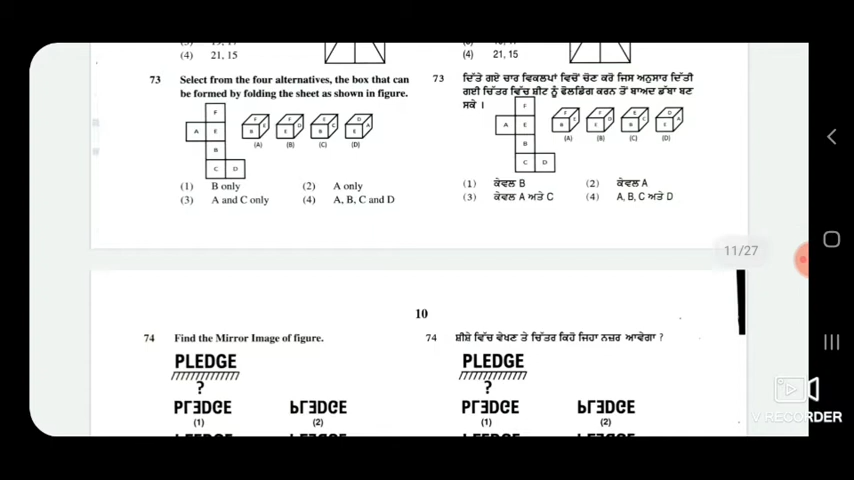 (4) 21, 15
(4) 21, 15
73 Select from the four alternatives, the box that can
be formed by folding the sheet as shown in figure.
F
A E
B
C D
(A) (B) (C) (D)
(1) B only (2) A only
(3) A and C only (4) A, B, C and D
73 ਦਿੱਤੇ ਗਏ ਚਾਰ ਵਿਕਲਪਾਂ ਵਿਚੋਂ ਚੋਣ ਕਰੋ ਜਿਸ ਅਨੁਸਾਰ ਦਿੱਤੀ
ਗਈ ਚਿੱਤਰ ਵਿੱਚ ਸ਼ੀਟ ਨੂੰ ਫੋਲਡਿੰਗ ਕਰਨ ਤੋਂ ਬਾਅਦ ਡੱਬਾ ਬਣ
ਸਕੇ ।
F
A E
B
C D
(A) (B) (C) (D)
(1) ਕੇਵਲ B (2) ਕੇਵਲ A
(3) ਕੇਵਲ A ਅਤੇ C (4) A, B, C ਅਤੇ D
11/27
10
74 Find the Mirror Image of figure.
PLEDGE
?
(1) (2)
74 ਸ਼ੀਸ਼ੇ ਵਿੱਚ ਵੇਖਣ ਤੇ ਚਿੱਤਰ ਕਿਹੋ ਜਿਹਾ ਨਜ਼ਰ ਆਵੇਗਾ ?
PLEDGE
?
(1) (2)
V RECORDER